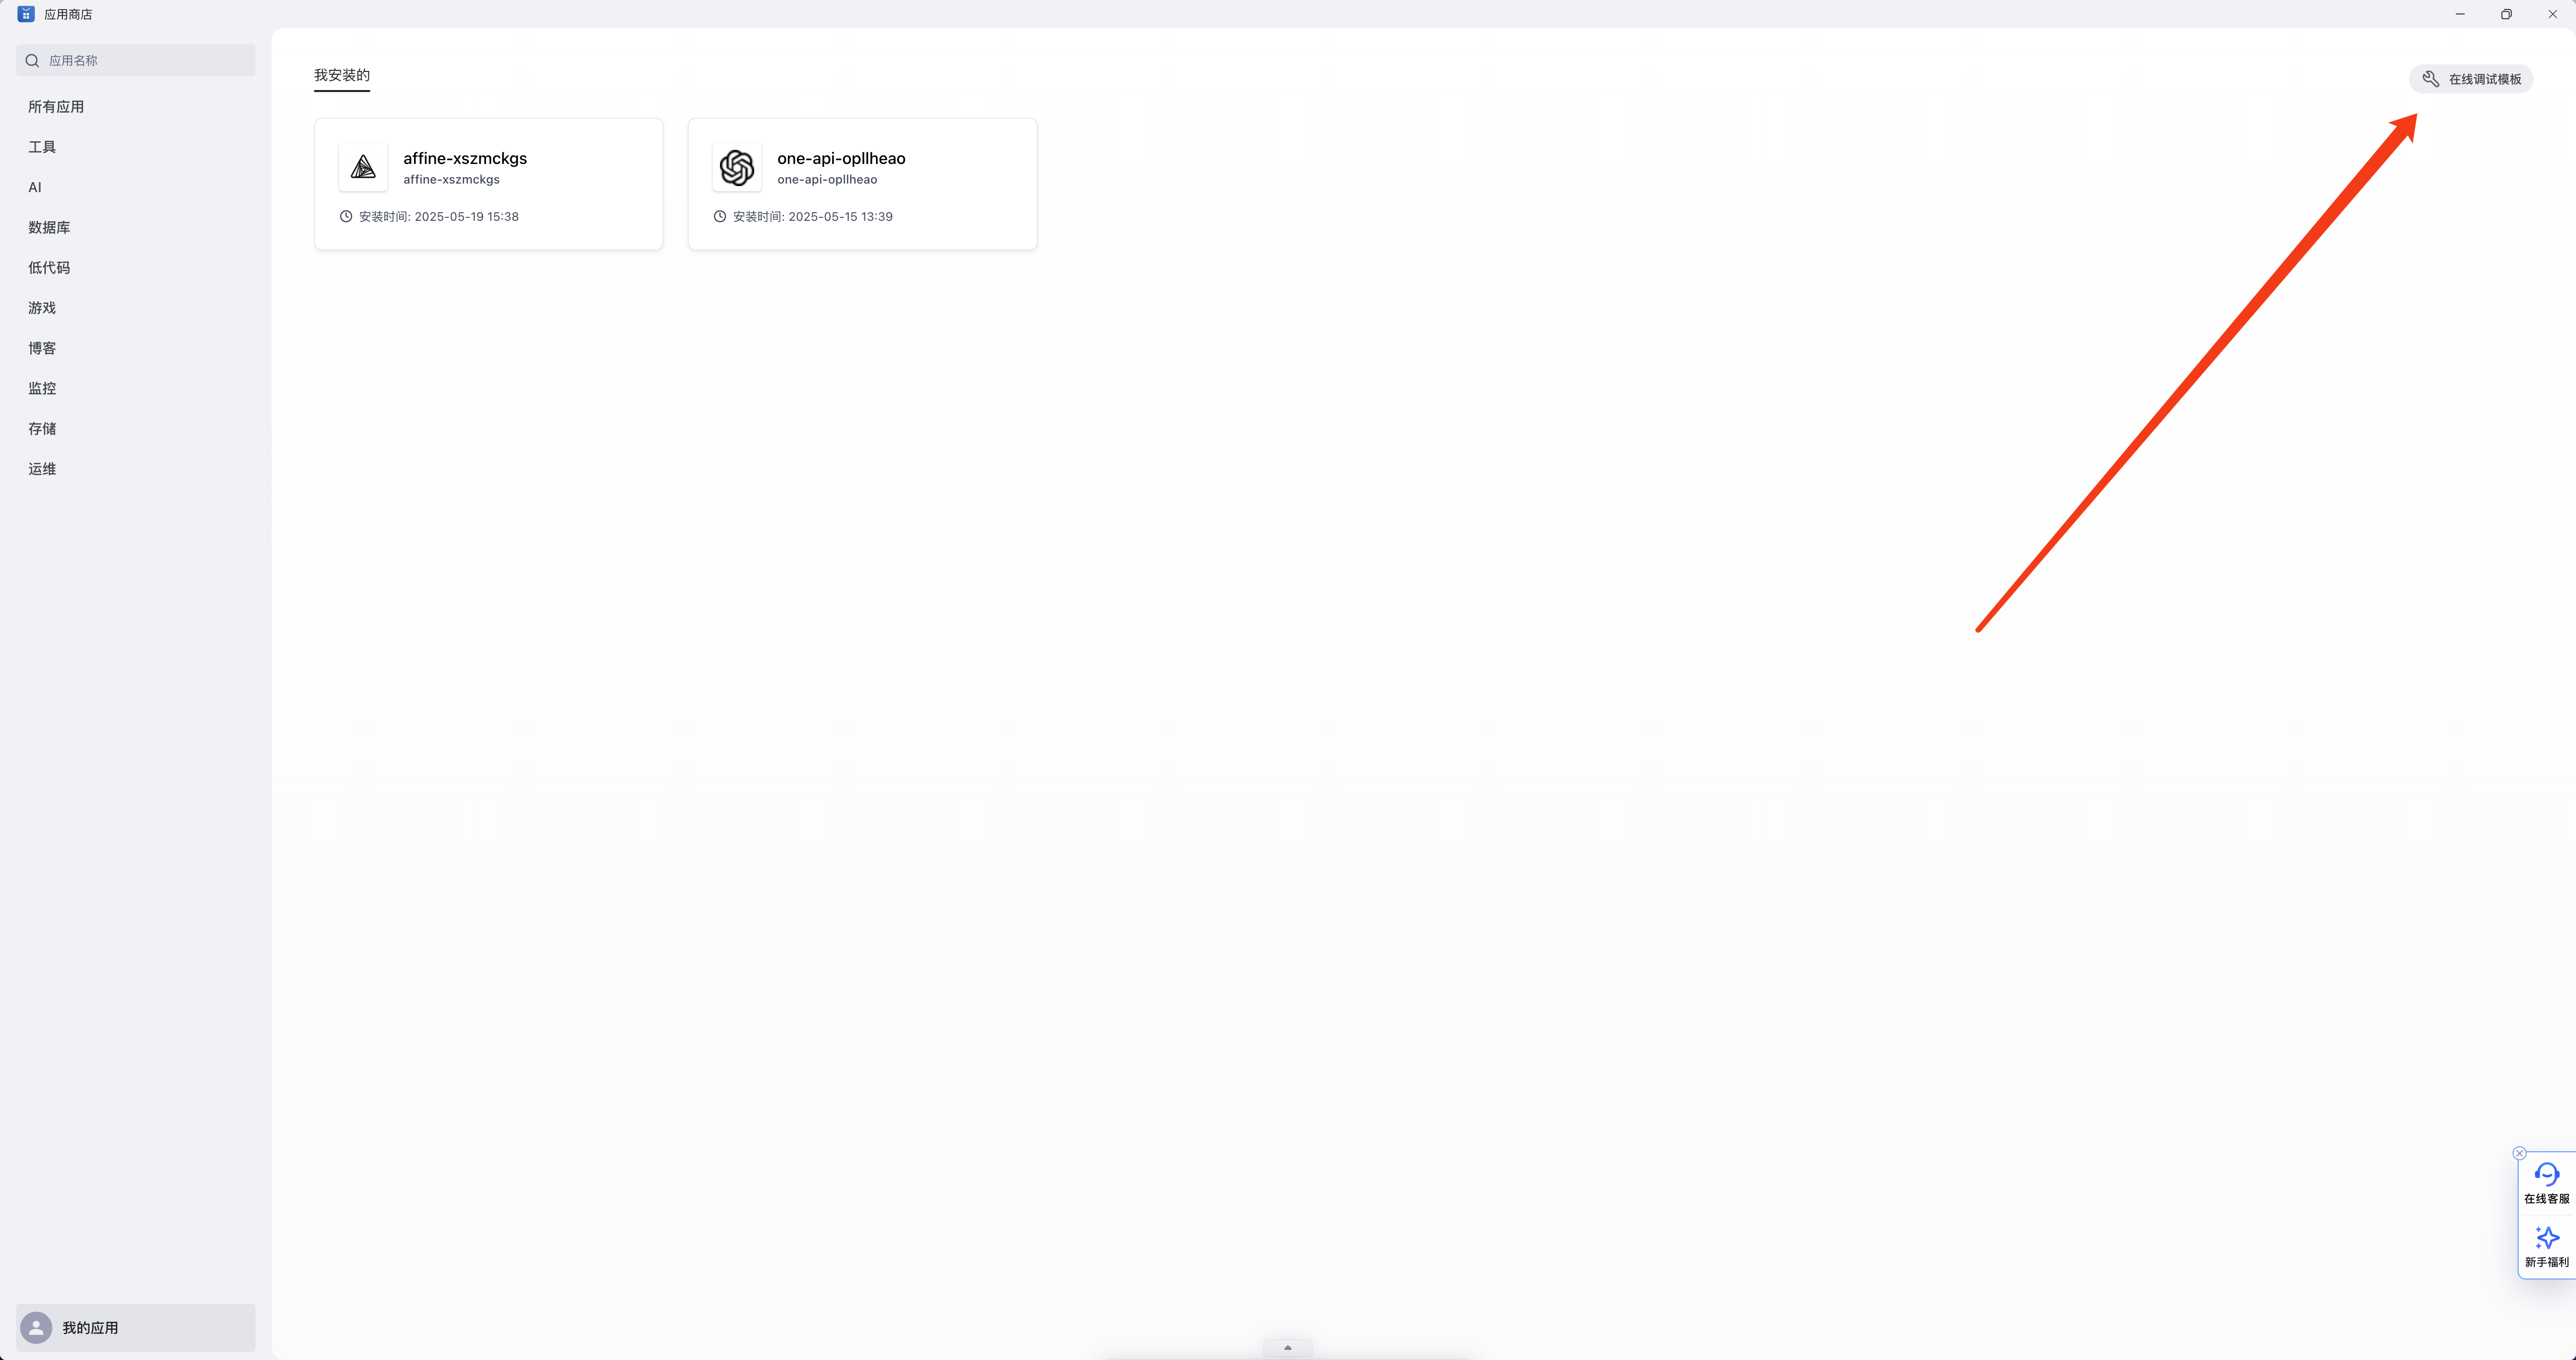 应用商店
应用名称
所有应用
工具
AI
数据库
低代码
游戏
博客
监控
存储
运维
我的应用
我安装的
在线调试模板
affine-xszmckgs
affine-xszmckgs
安装时间: 2025-05-19 15:38
one-api-opllheao
one-api-opllheao
安装时间: 2025-05-15 13:39
在线客服
新手福利